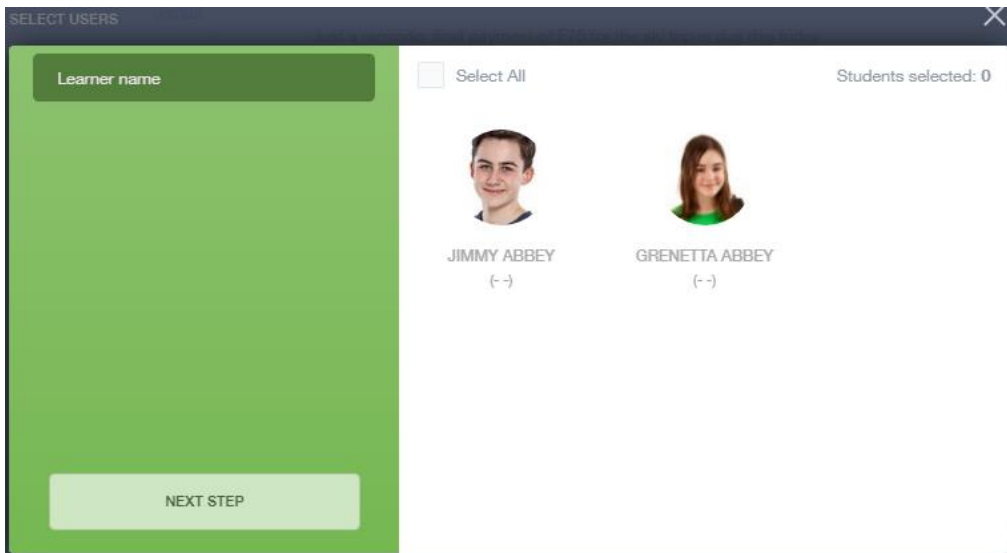 SELECT USERS
Learner name
Select All
Students selected: 0
JIMMY ABBEY
(- -)
GRENETTA ABBEY
(- -)
NEXT STEP